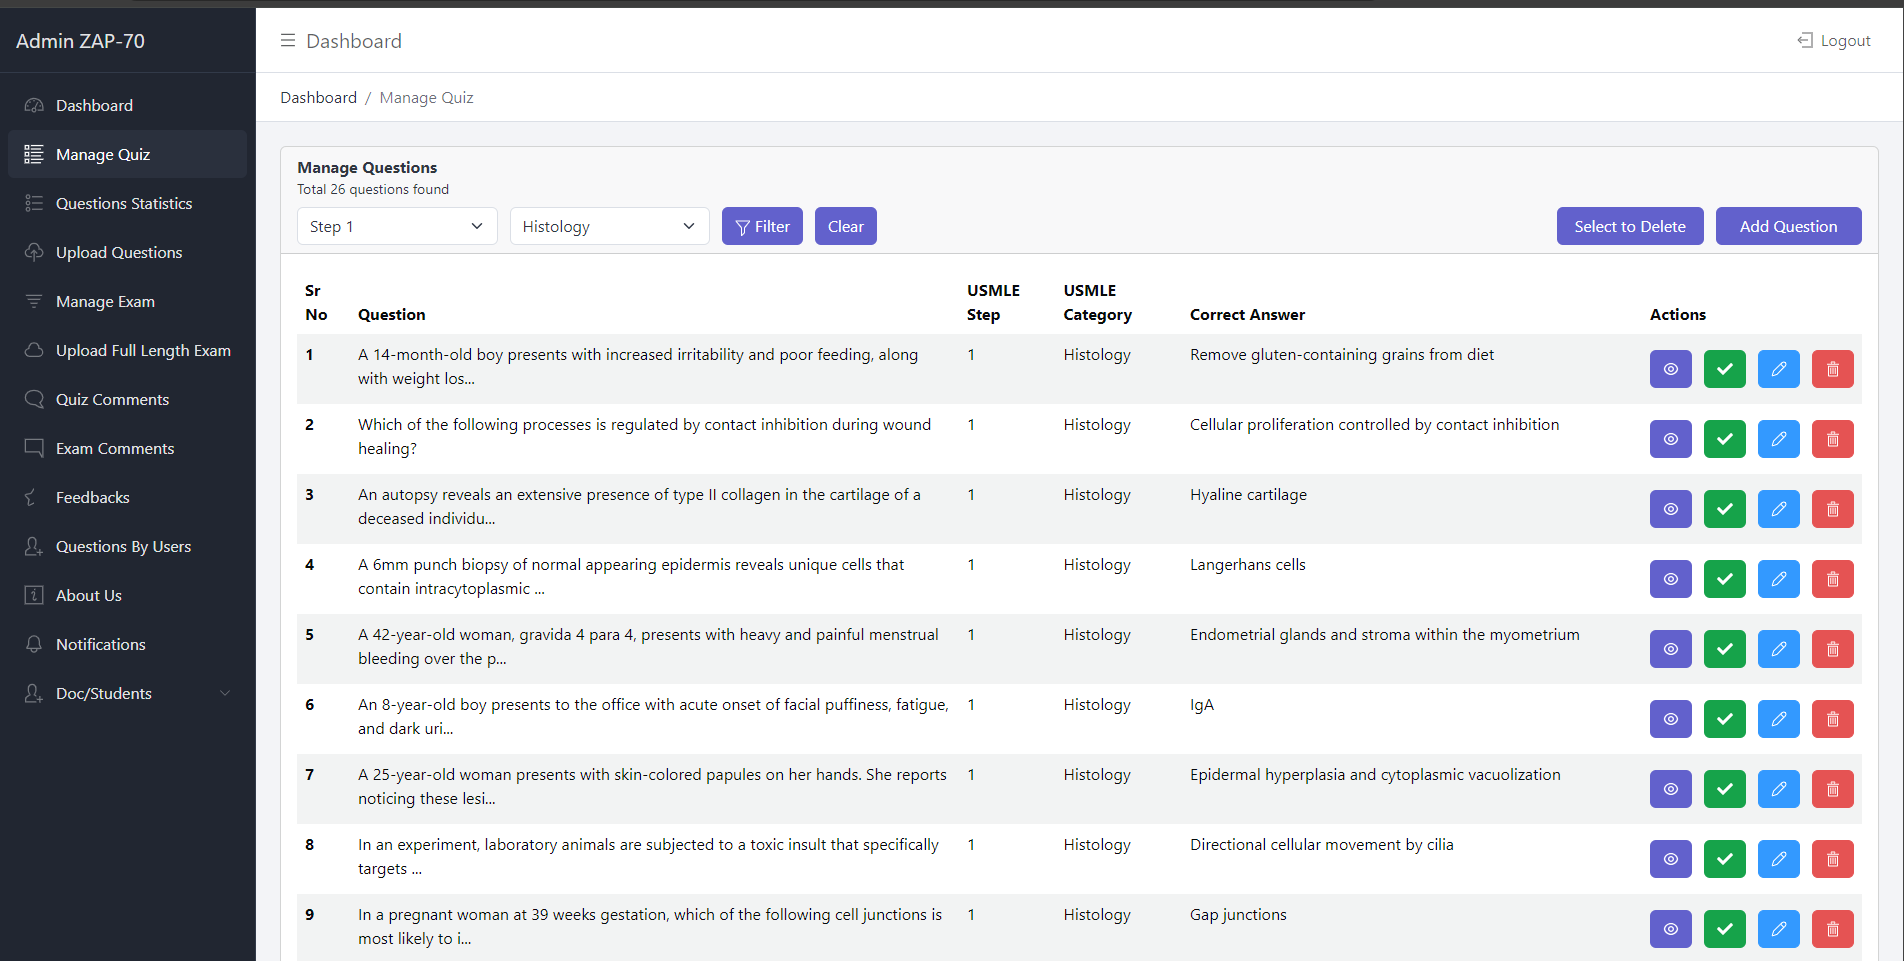 Admin ZAP-70
Dashboard
Manage Quiz
Questions Statistics
Upload Questions
Manage Exam
Upload Full Length Exam
Quiz Comments
Exam Comments
Feedbacks
Questions By Users
About Us
Notifications
Doc/Students
Dashboard
Logout
Dashboard / Manage Quiz
Manage Questions
Total 26 questions found
Step 1
Histology
Filter
Clear
Select to Delete
Add Question
Sr No
Question
USMLE Step
USMLE Category
Correct Answer
Actions
1
A 14-month-old boy presents with increased irritability and poor feeding, along
with weight los...
1
Histology
Remove gluten-containing grains from diet
2
Which of the following processes is regulated by contact inhibition during wound
healing?
1
Histology
Cellular proliferation controlled by contact inhibition
3
An autopsy reveals an extensive presence of type II collagen in the cartilage of a
deceased individu...
1
Histology
Hyaline cartilage
4
A 6mm punch biopsy of normal appearing epidermis reveals unique cells that
contain intracytoplasmic ...
1
Histology
Langerhans cells
5
A 42-year-old woman, gravida 4 para 4, presents with heavy and painful menstrual
bleeding over the p...
1
Histology
Endometrial glands and stroma within the myometrium
6
An 8-year-old boy presents to the office with acute onset of facial puffiness, fatigue,
and dark uri...
1
Histology
IgA
7
A 25-year-old woman presents with skin-colored papules on her hands. She reports
noticing these lesi...
1
Histology
Epidermal hyperplasia and cytoplasmic vacuolization
8
In an experiment, laboratory animals are subjected to a toxic insult that specifically
targets ...
1
Histology
Directional cellular movement by cilia
9
In a pregnant woman at 39 weeks gestation, which of the following cell junctions is
most likely to i...
1
Histology
Gap junctions